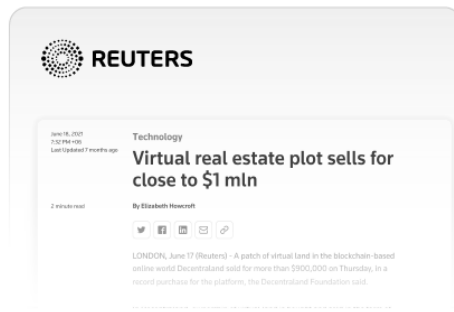 REUTERS
June 18, 2021
7:32 PM +06
Last Updated 7 months ago
Technology
Virtual real estate plot sells for
close to $1 mln
2 minute read
By Elizabeth Howcroft
LONDON, June 17 (Reuters) - A patch of virtual land in the blockchain-based
online world Decentraland sold for more than $900,000 on Thursday, in a
record purchase for the platform, the Decentraland Foundation said.